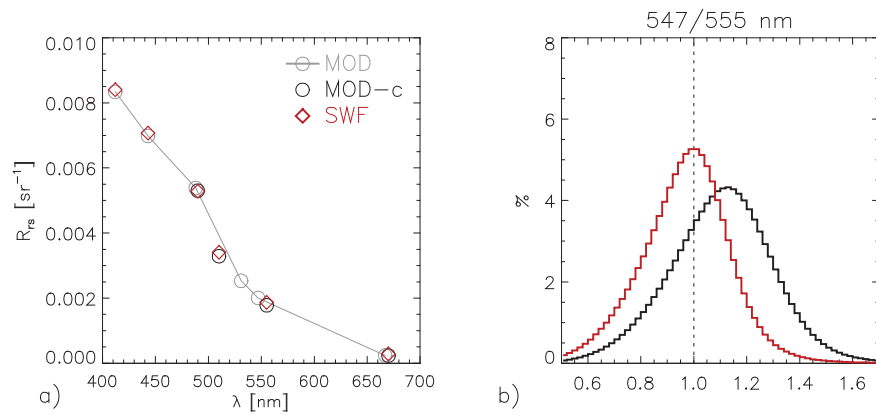 547/555 nm
0.010
0.008
0.006
0.004
0.002
0.000
R_rs [sr⁻¹]
MOD
MOD-c
SWF
400 450 500 550 600 650 700
λ [nm]
a)
8
6
4
2
0
%
0.6 0.8 1.0 1.2 1.4 1.6
b)